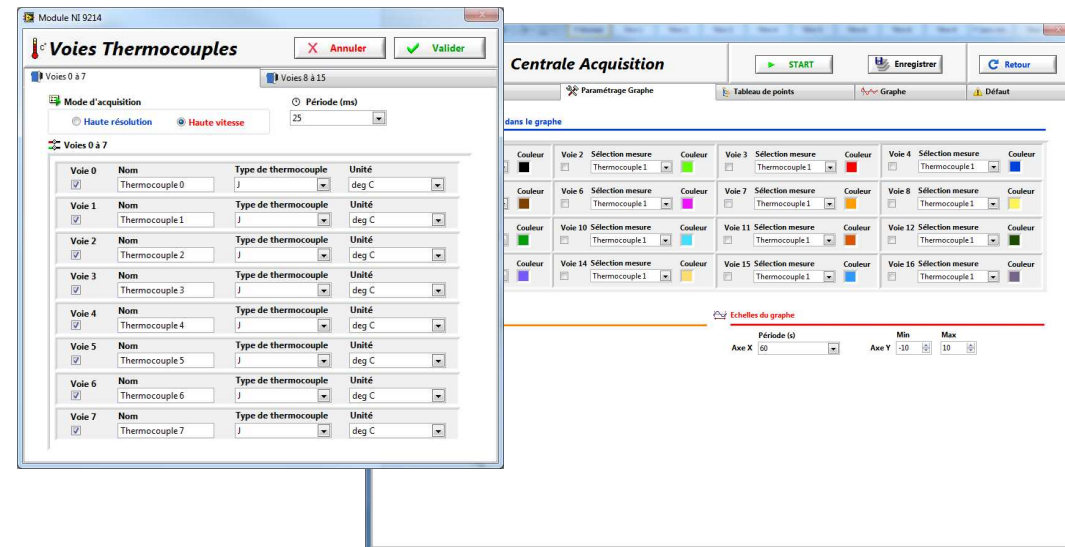 Module NI 9214
Voies Thermocouples
Annuler
Valider
Voies 0 à 7
Voies 8 à 15
Mode d'acquisition
Période (ms)
Haute résolution
Haute vitesse
25
Voies 0 à 7
Voie 0 Nom Type de thermocouple Unité
Thermocouple 0 J deg C
Voie 1 Nom Type de thermocouple Unité
Thermocouple 1 J deg C
Voie 2 Nom Type de thermocouple Unité
Thermocouple 2 J deg C
Voie 3 Nom Type de thermocouple Unité
Thermocouple 3 J deg C
Voie 4 Nom Type de thermocouple Unité
Thermocouple 4 J deg C
Voie 5 Nom Type de thermocouple Unité
Thermocouple 5 J deg C
Voie 6 Nom Type de thermocouple Unité
Thermocouple 6 J deg C
Voie 7 Nom Type de thermocouple Unité
Thermocouple 7 J deg C
Centrale Acquisition
START
Enregistrer
Retour
Paramétrage Graphe
Tableau de points
Graphe
Défaut
dans le graphe
Couleur Voie 2 Sélection mesure Couleur Voie 3 Sélection mesure Couleur Voie 4 Sélection mesure Couleur
Thermocouple 1 Thermocouple 1 Thermocouple 1
Couleur Voie 6 Sélection mesure Couleur Voie 7 Sélection mesure Couleur Voie 8 Sélection mesure Couleur
Thermocouple 1 Thermocouple 1 Thermocouple 1
Couleur Voie 10 Sélection mesure Couleur Voie 11 Sélection mesure Couleur Voie 12 Sélection mesure Couleur
Thermocouple 1 Thermocouple 1 Thermocouple 1
Couleur Voie 14 Sélection mesure Couleur Voie 15 Sélection mesure Couleur Voie 16 Sélection mesure Couleur
Thermocouple 1 Thermocouple 1 Thermocouple 1
Echelles du graphe
Période (s) Min Max
Axe X 60 Axe Y -10 10